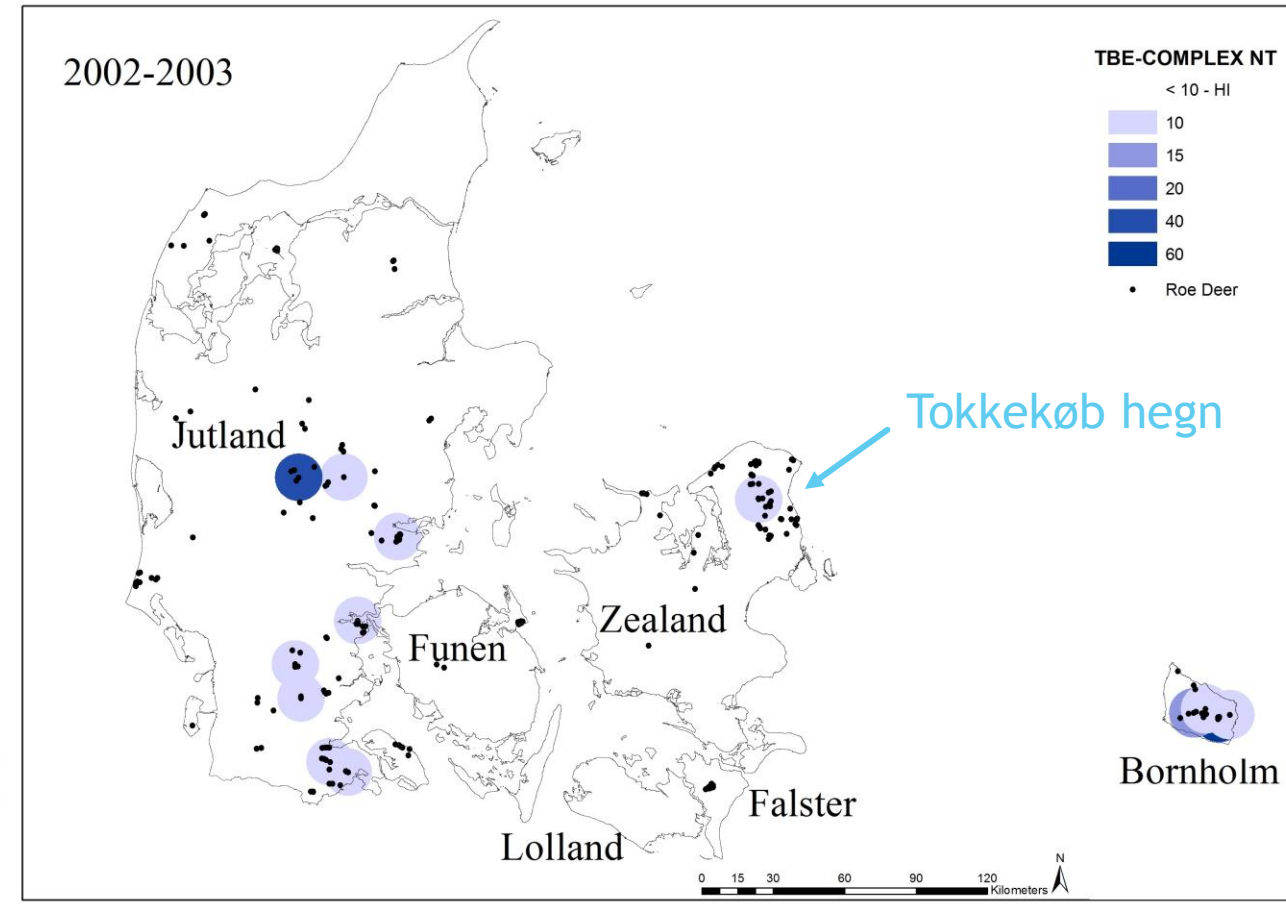 2002-2003
TBE-COMPLEX NT
< 10 - HI
10
15
20
40
60
Roe Deer
Tokkekøb hegn
Jutland
Zealand
Funen
Bornholm
Falster
Lolland
0 15 30 60 90 120
Kilometers
N